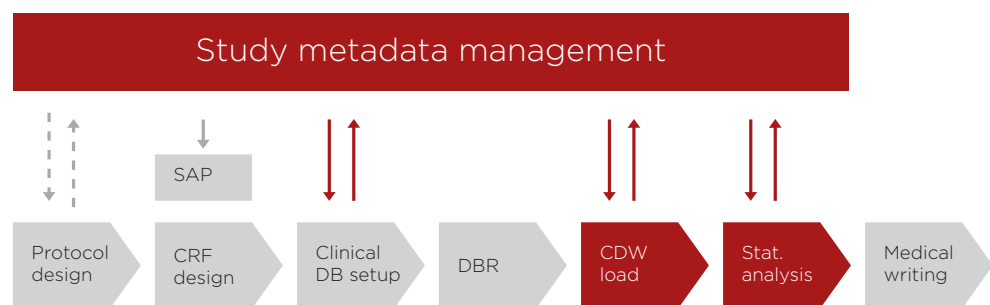 Study metadata management
SAP
Protocol
design
CRF
design
Clinical
DB setup
DBR
CDW
load
Stat.
analysis
Medical
writing